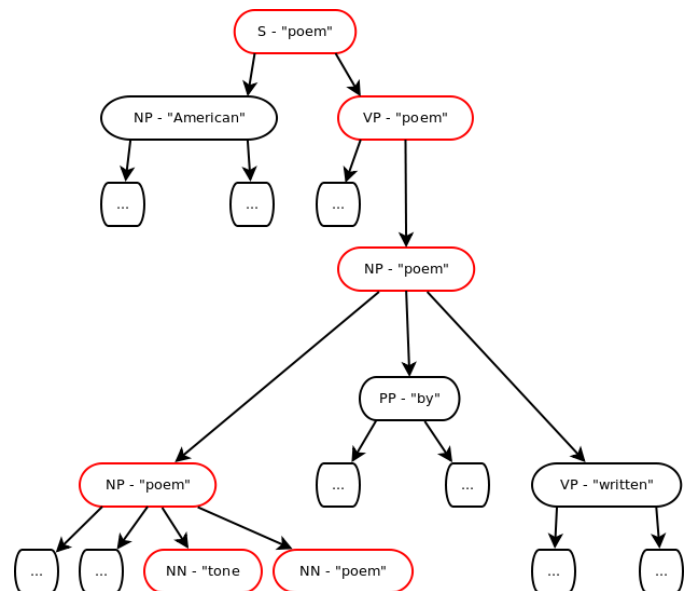 S - "poem"
NP - "American"
VP - "poem"
...
...
...
NP - "poem"
PP - "by"
NP - "poem"
...
...
VP - "written"
...
...
NN - "tone
NN - "poem"
...
...